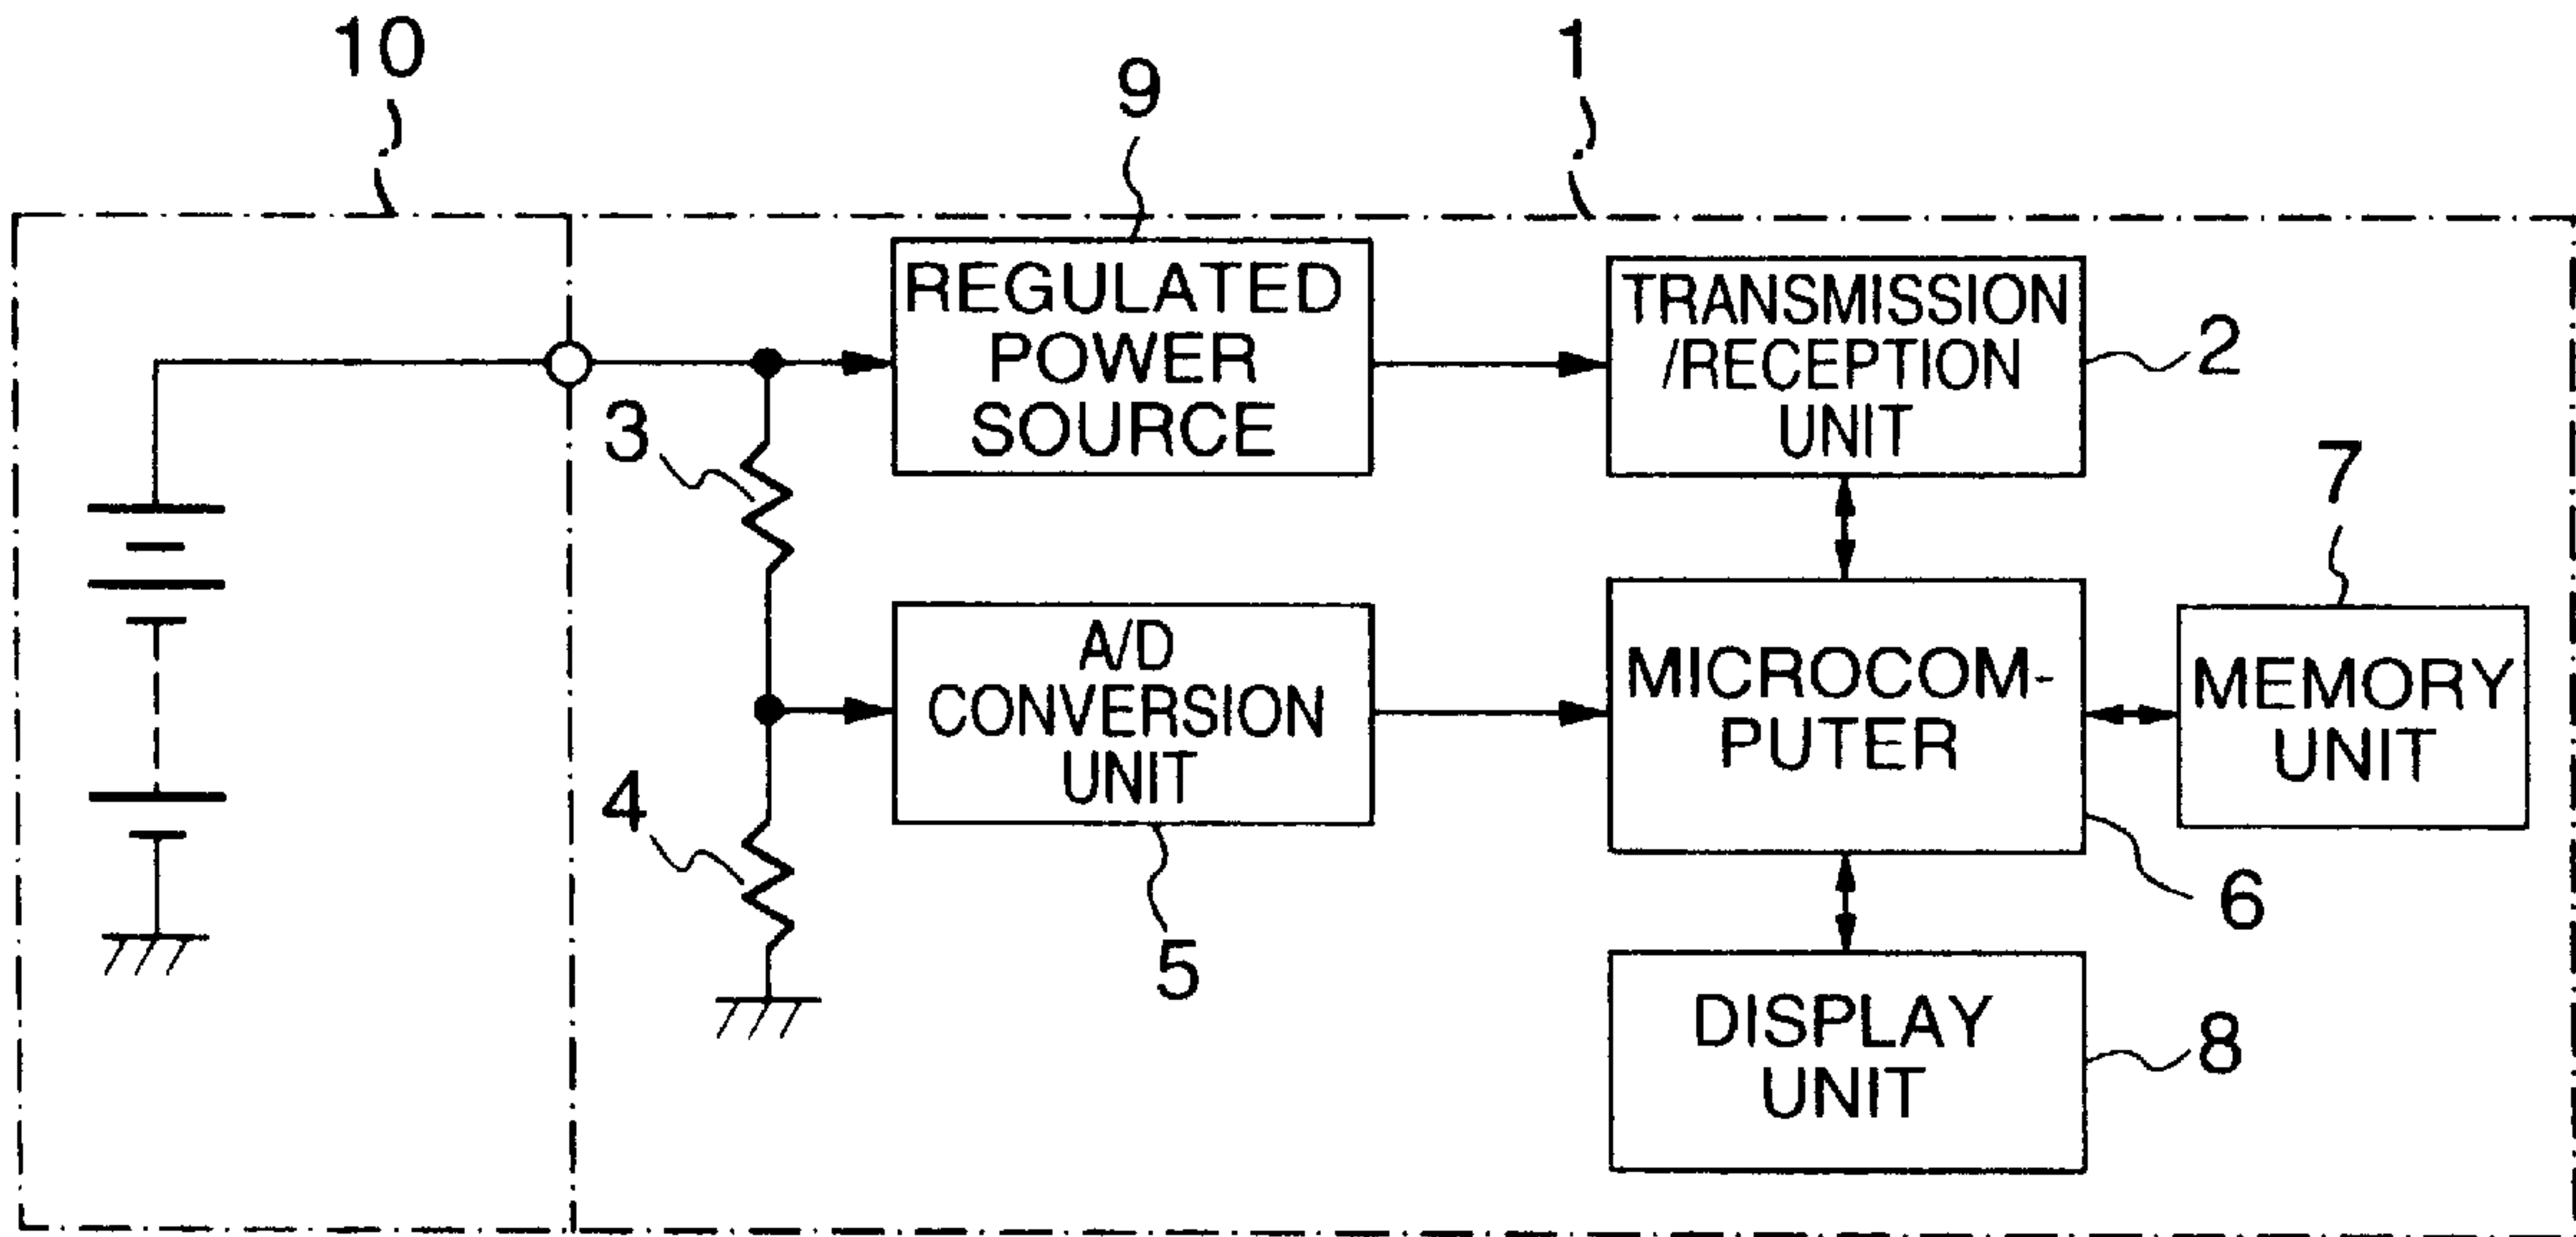 10
1
9
REGULATED
POWER
SOURCE
TRANSMISSION
/RECEPTION
UNIT
2
3
7
A/D
CONVERSION
UNIT
MICROCOM-
PUTER
MEMORY
UNIT
4
6
5
DISPLAY
UNIT
8